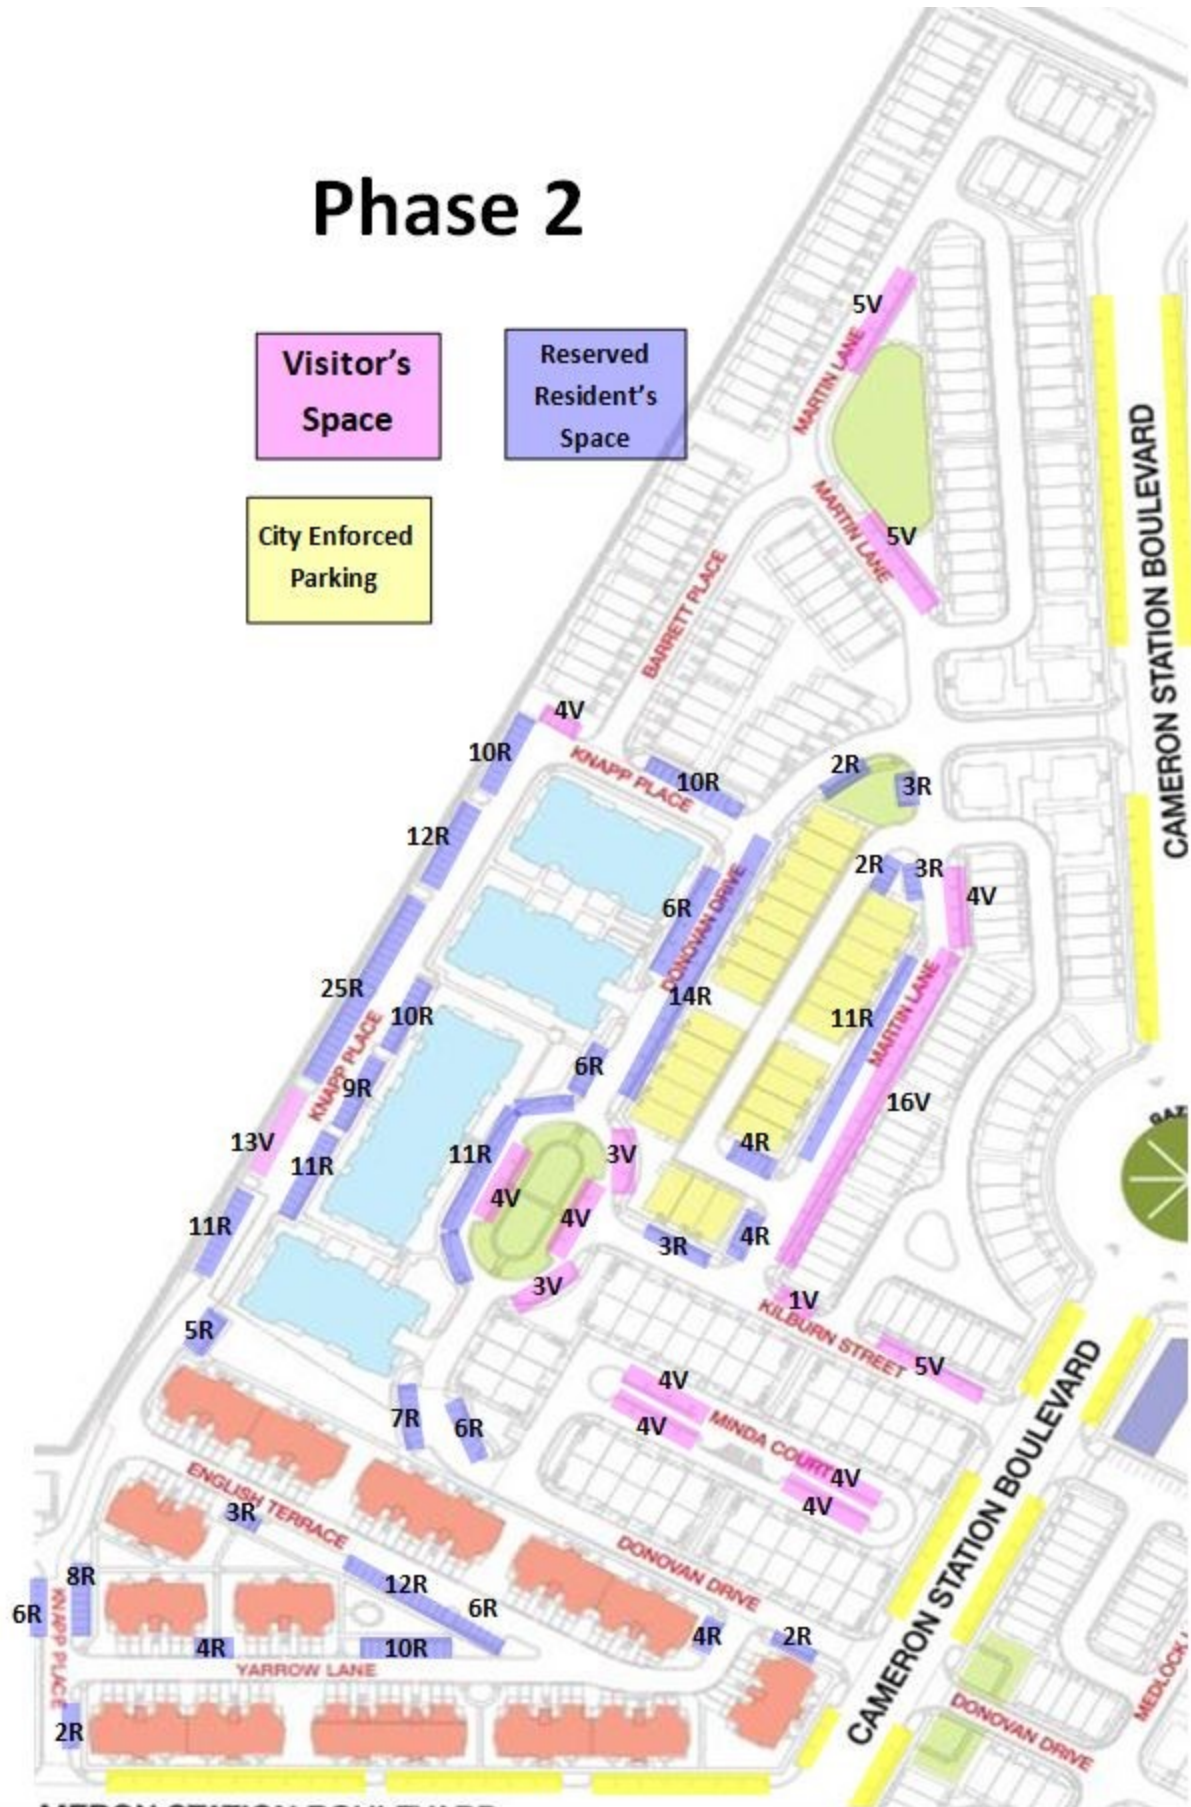 Phase 2
Visitor's
Space
Reserved
Resident's
Space
City Enforced
Parking
5V
MARTIN LANE
MARTIN LANE
5V
CAMERON STATION BOULEVARD
BARRETT PLACE
4V
10R
KNAPP PLACE
10R
2R
3R
12R
2R
3R
4V
6R
DONOVAN DRIVE
14R
25R
10R
11R
MARTIN LANE
KNAPP PLACE
9R
6R
16V
13V
11R
11R
3V
4R
4V
4V
11R
3R
4R
3V
1V
KILBURN STREET
5R
5V
4V
4V
MINDA COURT
4V
4V
7R
6R
CAMERON STATION BOULEVARD
ENGLISH TERRACE
3R
DONOVAN DRIVE
8R
6R
KNAPP PLACE
12R
6R
4R
10R
4R
2R
YARROW LANE
2R
DONOVAN DRIVE
MEDLOCK